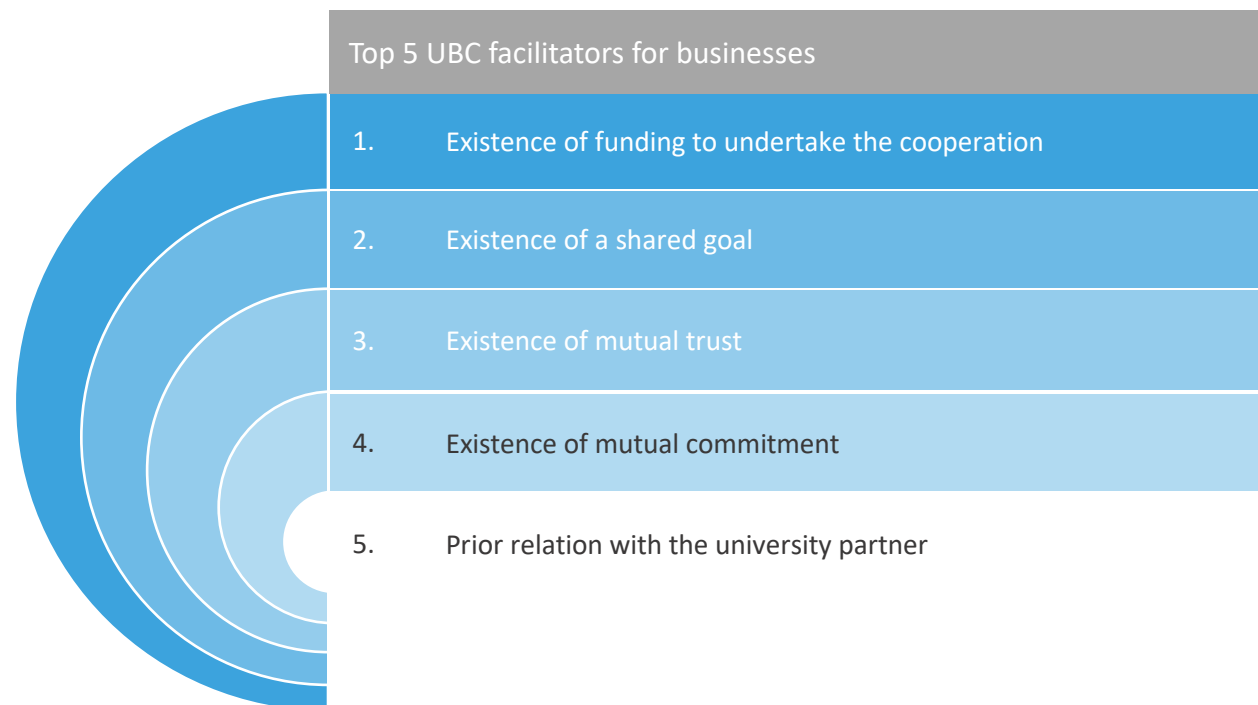 Top 5 UBC facilitators for businesses
1. Existence of funding to undertake the cooperation
2. Existence of a shared goal
3. Existence of mutual trust
4. Existence of mutual commitment
5. Prior relation with the university partner